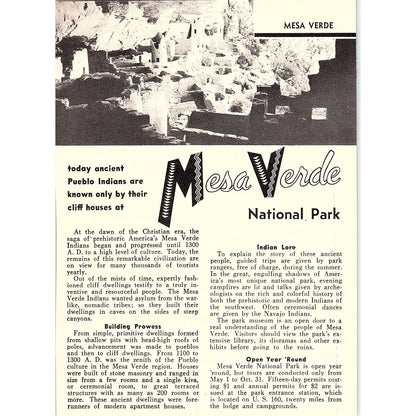 MESA VERDE
today ancient
Pueblo Indians are
known only by their
cliff houses at
Mesa Verde
National Park
At the dawn of the Christian era, the
saga of prehistoric America's Mesa Verde
Indians began and progressed until 1300
A. D. to a high level of culture. Today, the
remains of this remarkable civilization are
on view for many thousands of tourists
yearly.
Out of the mists of time, expertly fash-
ioned cliff dwellings testify to a truly in-
ventive and resourceful people. The Mesa
Verde Indians wanted asylum from the war-
like, nomadic tribes; so they built their
dwellings in caves on the sides of steep
canyons.
Building Prowess
From simple, primitive dwellings formed
from shallow pits with head-high roofs of
poles, advancement was made to pueblos
and then to cliff dwellings. From 1100 to
1300 A. D. was the zenith of the Pueblo
culture in the Mesa Verde region. Houses
were built of stone masonry and ranged in
size from a few rooms and a single kiva,
or ceremonial room, to great terraced
structures with as many as 200 rooms or
more. These ancient dwellings were fore-
runners of modern apartment houses.
Indian Lore
To explain the story of these ancient
people, guided trips are given by park
rangers, free of charge, during the summer.
In the great, engulfing shadows of Amer-
ica's most unique national park, evening
campfires are lit and talks given by arche-
ologists on the rich and colorful history of
both the prehistoric and modern Indians of
the southwest. Often ceremonial dances
are given by the Navajo Indians.
The park museum is an open door to a
real understanding of the people of Mesa
Verde. Visitors should view the park's ex-
tensive library, its dioramas and other ex-
hibits before going to the ruins.
Open Year 'Round
Mesa Verde National Park is open year
'round, but tours are conducted only from
May 1 to Oct. 31. Fifteen-day permits cost-
ing $1 and annual permits for $2 are is-
sued at the park entrance station, which
is located on U. S. 160, twenty miles from
the lodge and campgrounds.